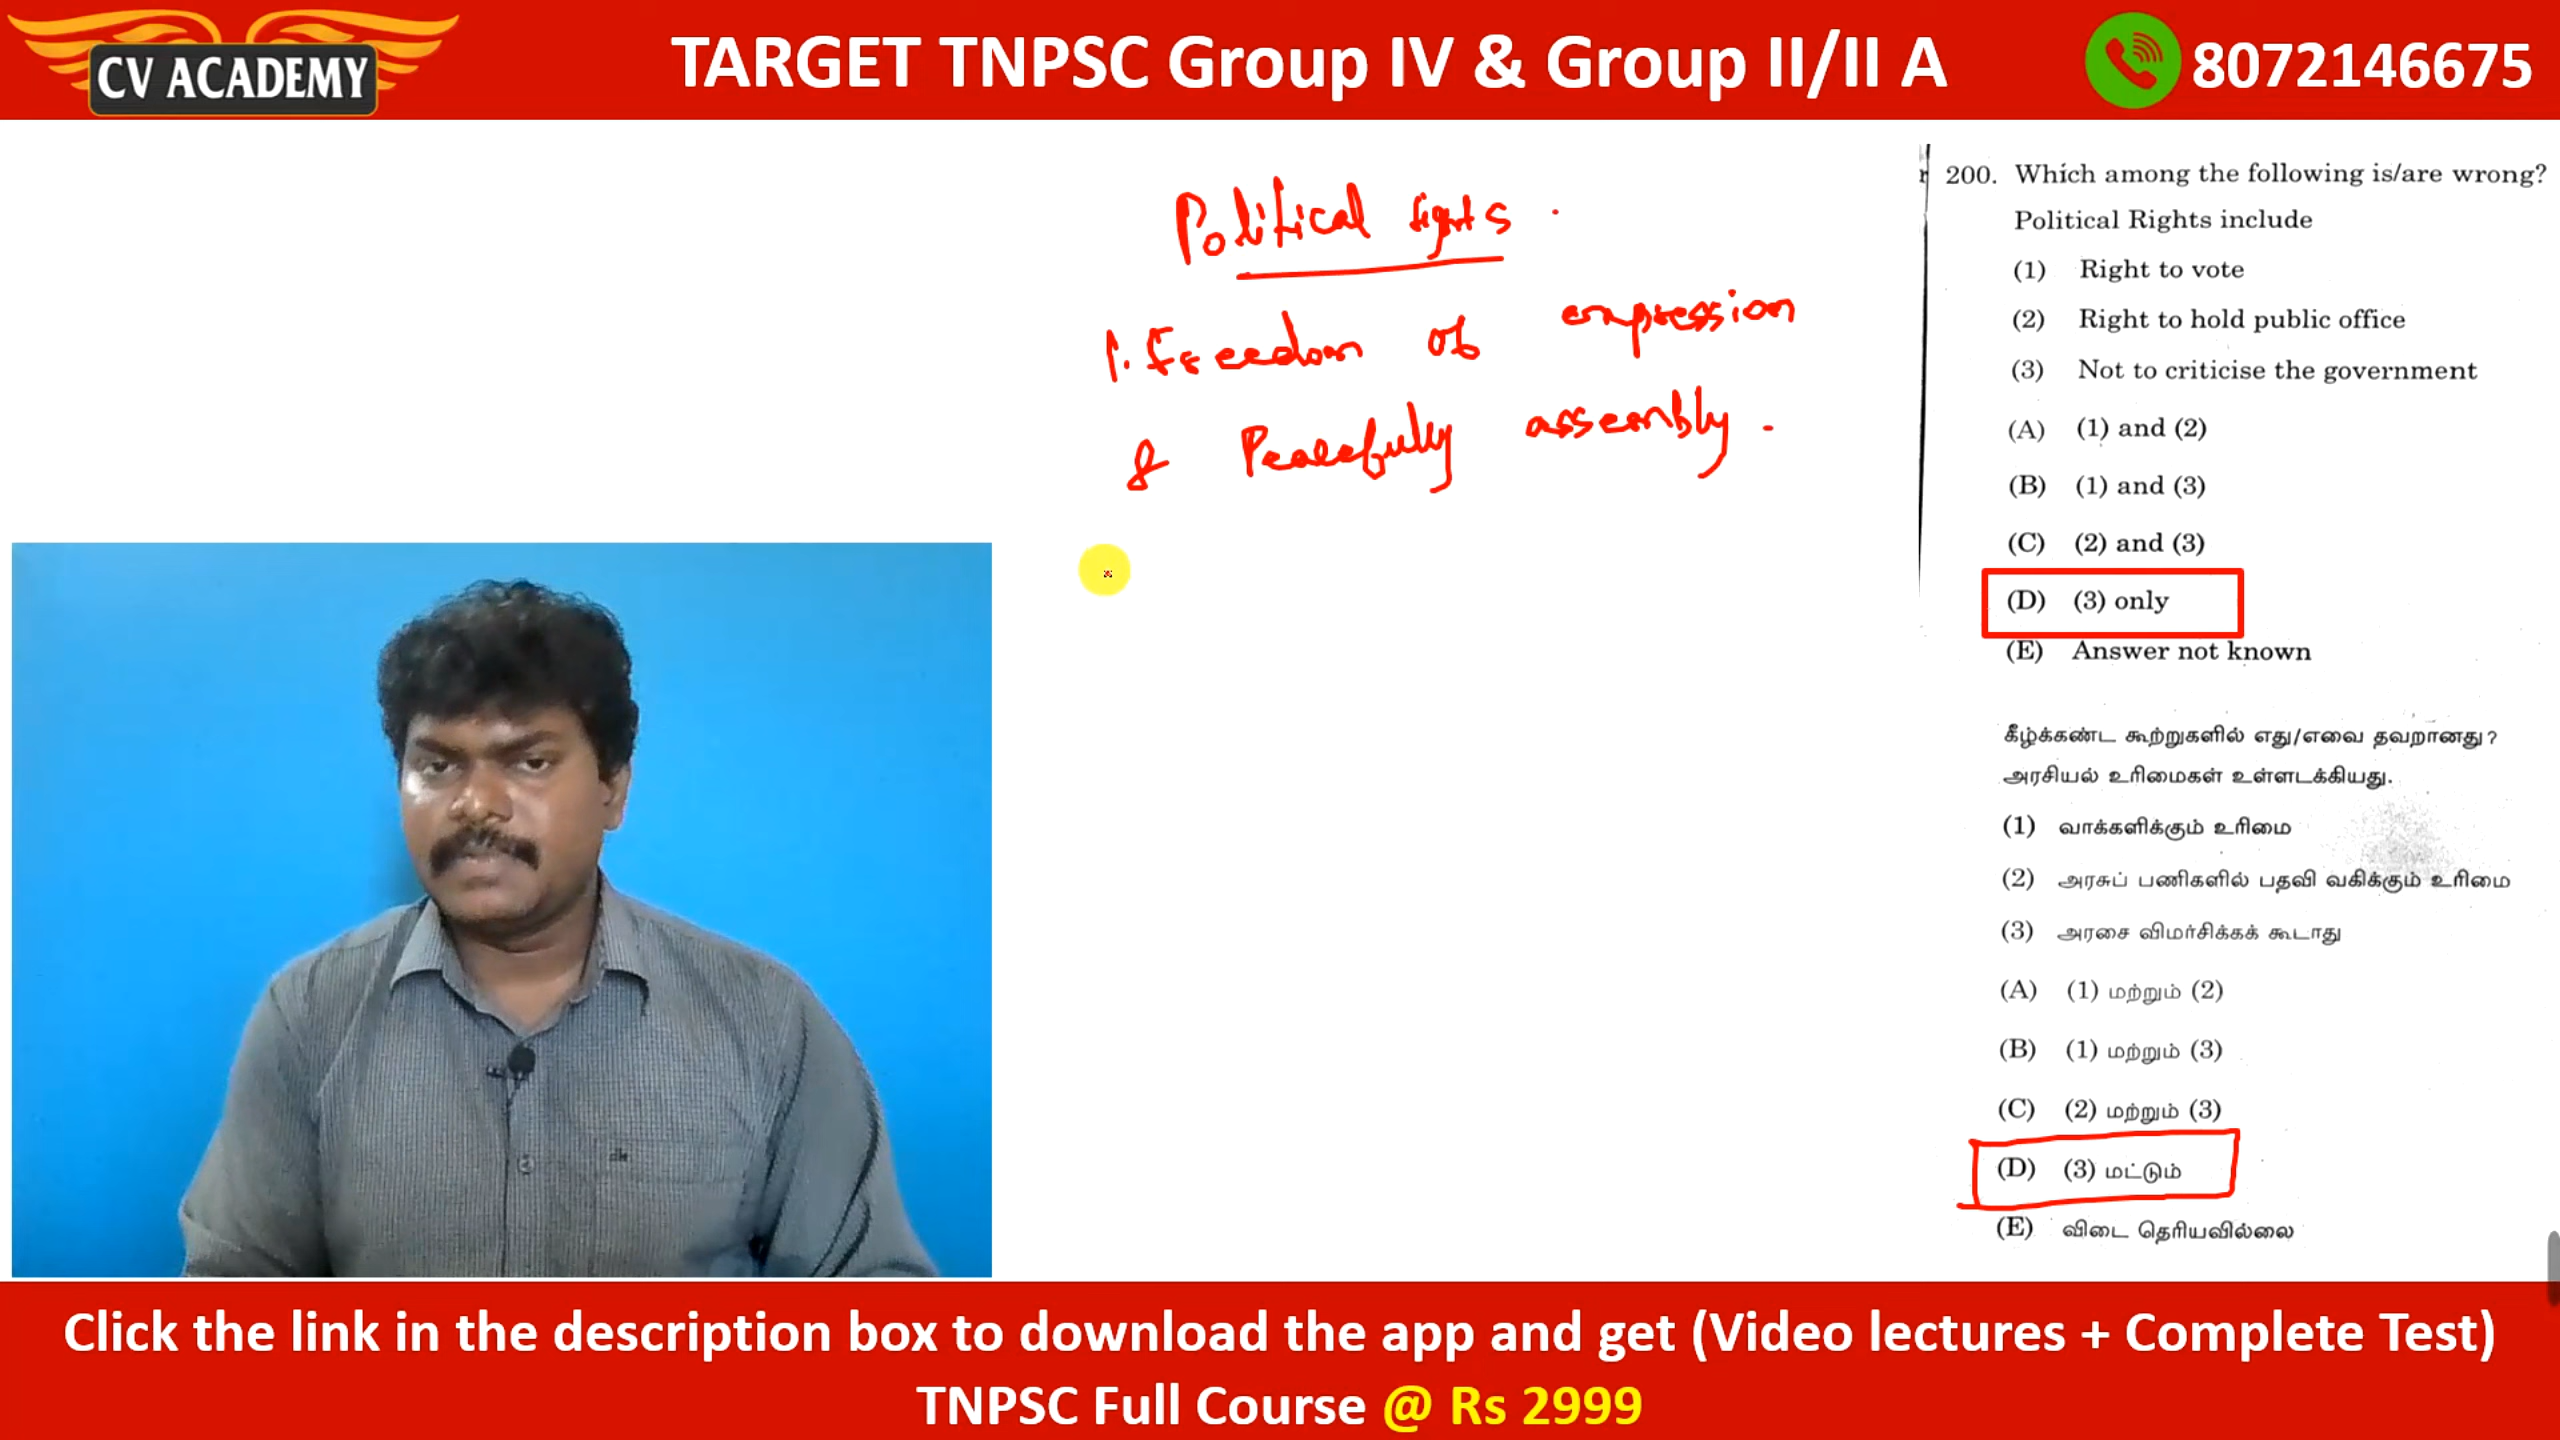 CV ACADEMY
TARGET TNPSC Group IV & Group II/II A
8072146675
Political rights.
1. Freedom of expression
& Peacefully assembly.
200. Which among the following is/are wrong?
Political Rights include
(1) Right to vote
(2) Right to hold public office
(3) Not to criticise the government
(A) (1) and (2)
(B) (1) and (3)
(C) (2) and (3)
(D) (3) only
(E) Answer not known
கீழ்க்கண்ட கூற்றுகளில் எது/எவை தவறானது?
அரசியல் உரிமைகள் உள்ளடக்கியது.
(1) வாக்களிக்கும் உரிமை
(2) அரசுப் பணிகளில் பதவி வகிக்கும் உரிமை
(3) அரசை விமர்சிக்கக் கூடாது
(A) (1) மற்றும் (2)
(B) (1) மற்றும் (3)
(C) (2) மற்றும் (3)
(D) (3) மட்டும்
(E) விடை தெரியவில்லை
Click the link in the description box to download the app and get (Video lectures + Complete Test)
TNPSC Full Course @ Rs 2999